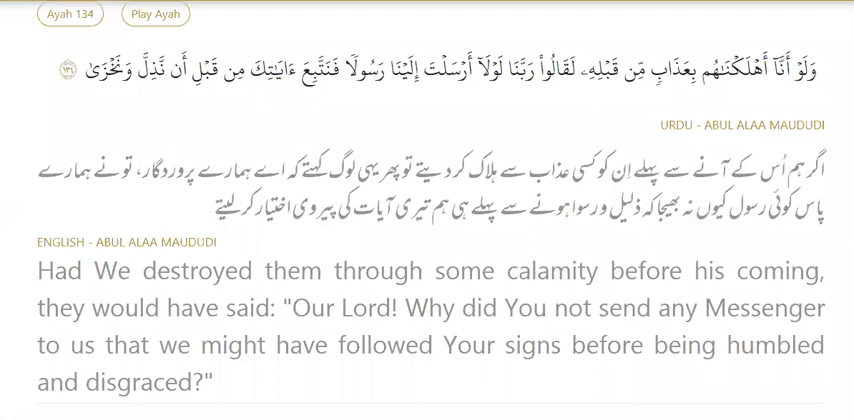 Ayah 134 Play Ayah
وَلَوْ أَنَّآ أَهْلَكْنَٰهُم بِعَذَابٍ مِّن قَبْلِهِۦ لَقَالُوا۟ رَبَّنَا لَوْلَآ أَرْسَلْتَ إِلَيْنَا رَسُولًا فَنَتَّبِعَ ءَايَٰتِكَ مِن قَبْلِ أَن نَّذِلَّ وَنَخْزَىٰ ١٣٤
URDU - ABUL ALAA MAUDUDI
اگر ہم اُس کے آنے سے پہلے اِن کو کسی عذاب سے ہلاک کر دیتے تو پھر یہی لوگ کہتے کہ اے ہمارے پروردگار، تو نے ہمارے
پاس کوئی رسول کیوں نہ بھیجا کہ ذلیل و رسوا ہونے سے پہلے ہی ہم تیری آیات کی پیروی اختیار کر لیتے
ENGLISH - ABUL ALAA MAUDUDI
Had We destroyed them through some calamity before his coming,
they would have said: "Our Lord! Why did You not send any Messenger
to us that we might have followed Your signs before being humbled
and disgraced?"